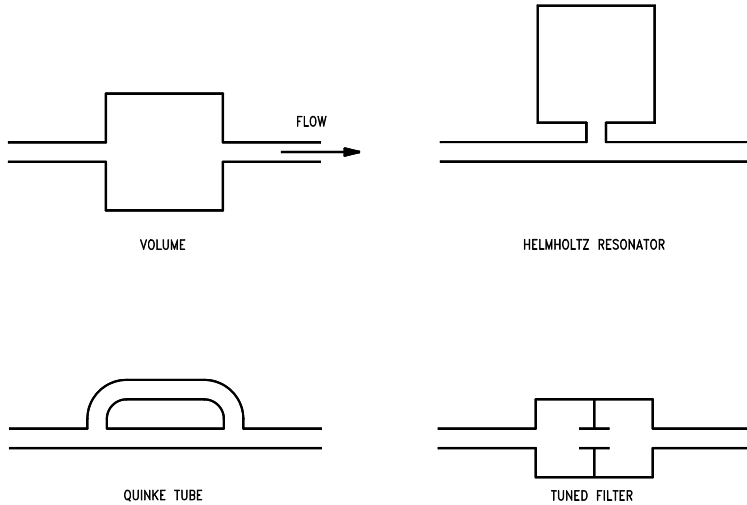 FLOW
VOLUME
HELMHOLTZ RESONATOR
QUINKE TUBE
TUNED FILTER